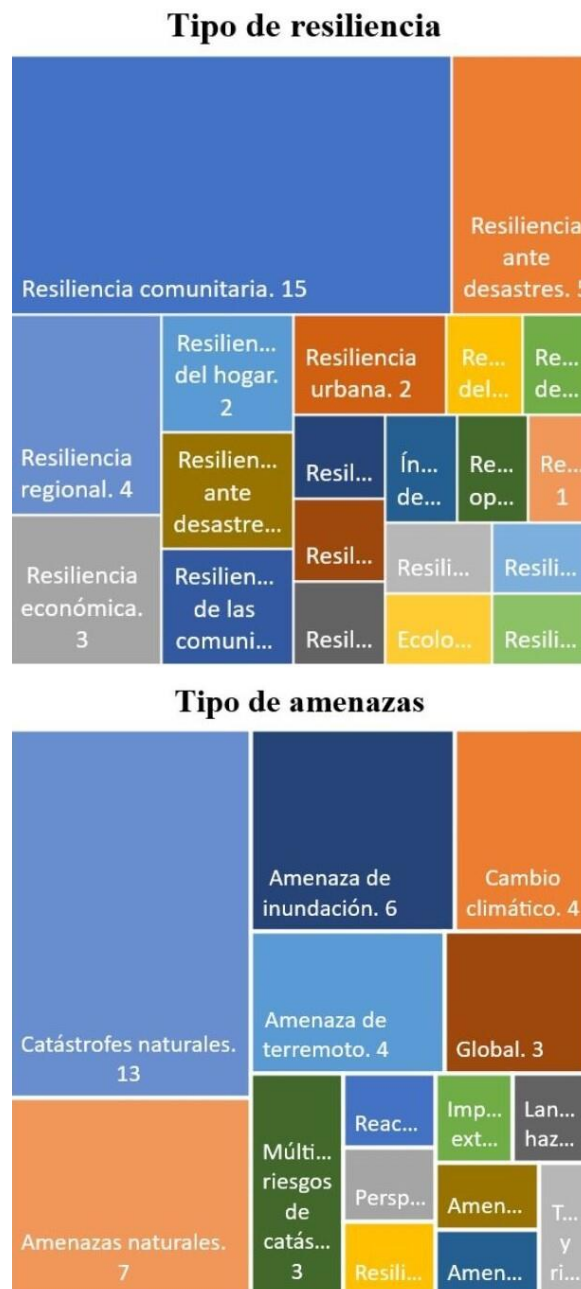 Tipo de resiliencia
Resiliencia comunitaria. 15
Resiliencia
ante
desastres. 5
Resiliencia
regional. 4
Resilien...
del hogar.
2
Resiliencia
urbana. 2
Re...
del...
Re...
de...
Resiliencia
económica.
3
Resilien...
ante
desastre...
Resilien...
de las
comuni...
Resil...
Resil...
Resil...
Ín...
de...
Re...
op...
Re...
1
Resili...
Resili...
Ecolo...
Resili...
Tipo de amenazas
Catástrofes naturales.
13
Amenazas naturales.
7
Amenaza de
inundación. 6
Cambio
climático. 4
Amenaza de
terremoto. 4
Global. 3
Múlti...
riesgos
de
catás...
3
Reac...
Persp...
Resili...
Imp...
ext...
Lan...
haz...
Amen...
Amen...
T...
y
ri...